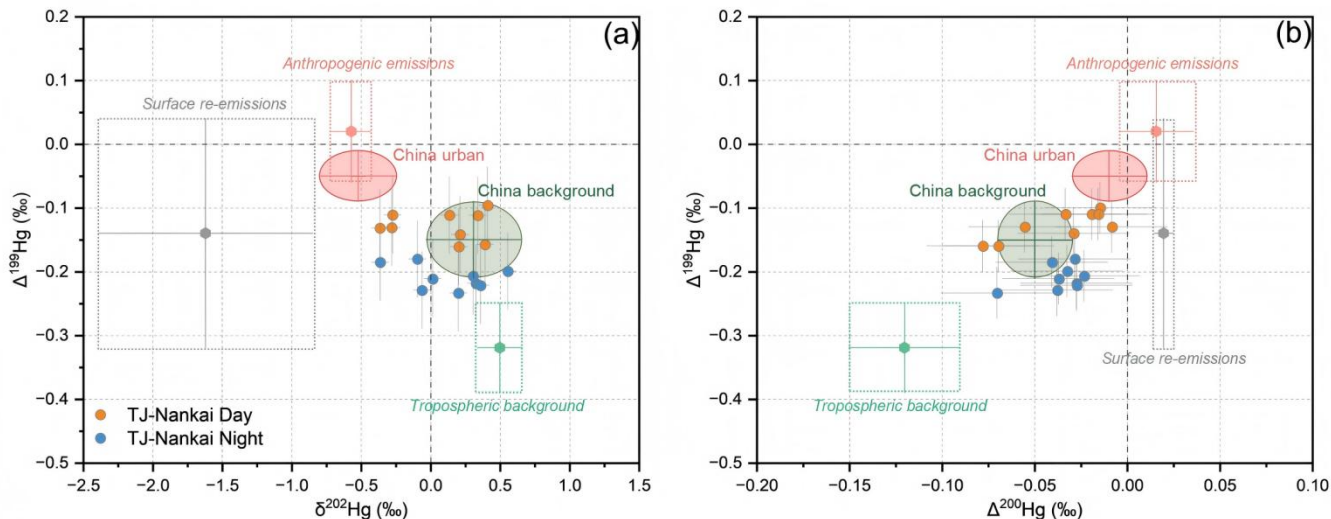 (a)
0.2
0.1
0.0
−0.1
−0.2
−0.3
−0.4
−0.5
Δ¹⁹⁹Hg (‰)
Anthropogenic emissions
Surface re-emissions
China urban
China background
Tropospheric background
TJ-Nankai Day
TJ-Nankai Night
−2.5 −2.0 −1.5 −1.0 −0.5 0.0 0.5 1.0 1.5
δ²⁰²Hg (‰)
(b)
0.2
0.1
0.0
−0.1
−0.2
−0.3
−0.4
−0.5
Δ¹⁹⁹Hg (‰)
Anthropogenic emissions
China urban
China background
Surface re-emissions
Tropospheric background
−0.20 −0.15 −0.10 −0.05 0.00 0.05 0.10
Δ²⁰⁰Hg (‰)